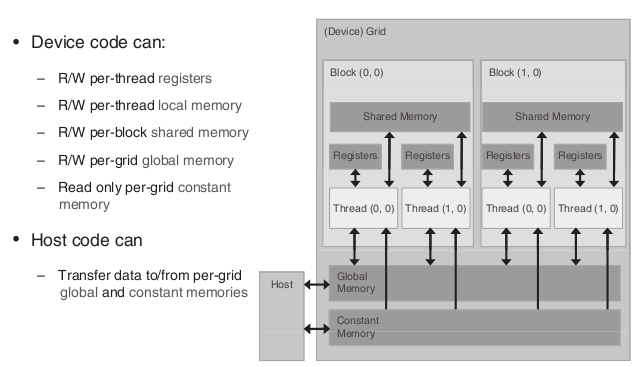 • Device code can:
– R/W per-thread registers
– R/W per-thread local memory
– R/W per-block shared memory
– R/W per-grid global memory
– Read only per-grid constant
memory
• Host code can
– Transfer data to/from per-grid
global and constant memories
(Device) Grid
Block (0, 0)
Block (1, 0)
Shared Memory
Shared Memory
Registers
Registers
Registers
Registers
Thread (0, 0)
Thread (1, 0)
Thread (0, 0)
Thread (1, 0)
Host
Global
Memory
Constant
Memory